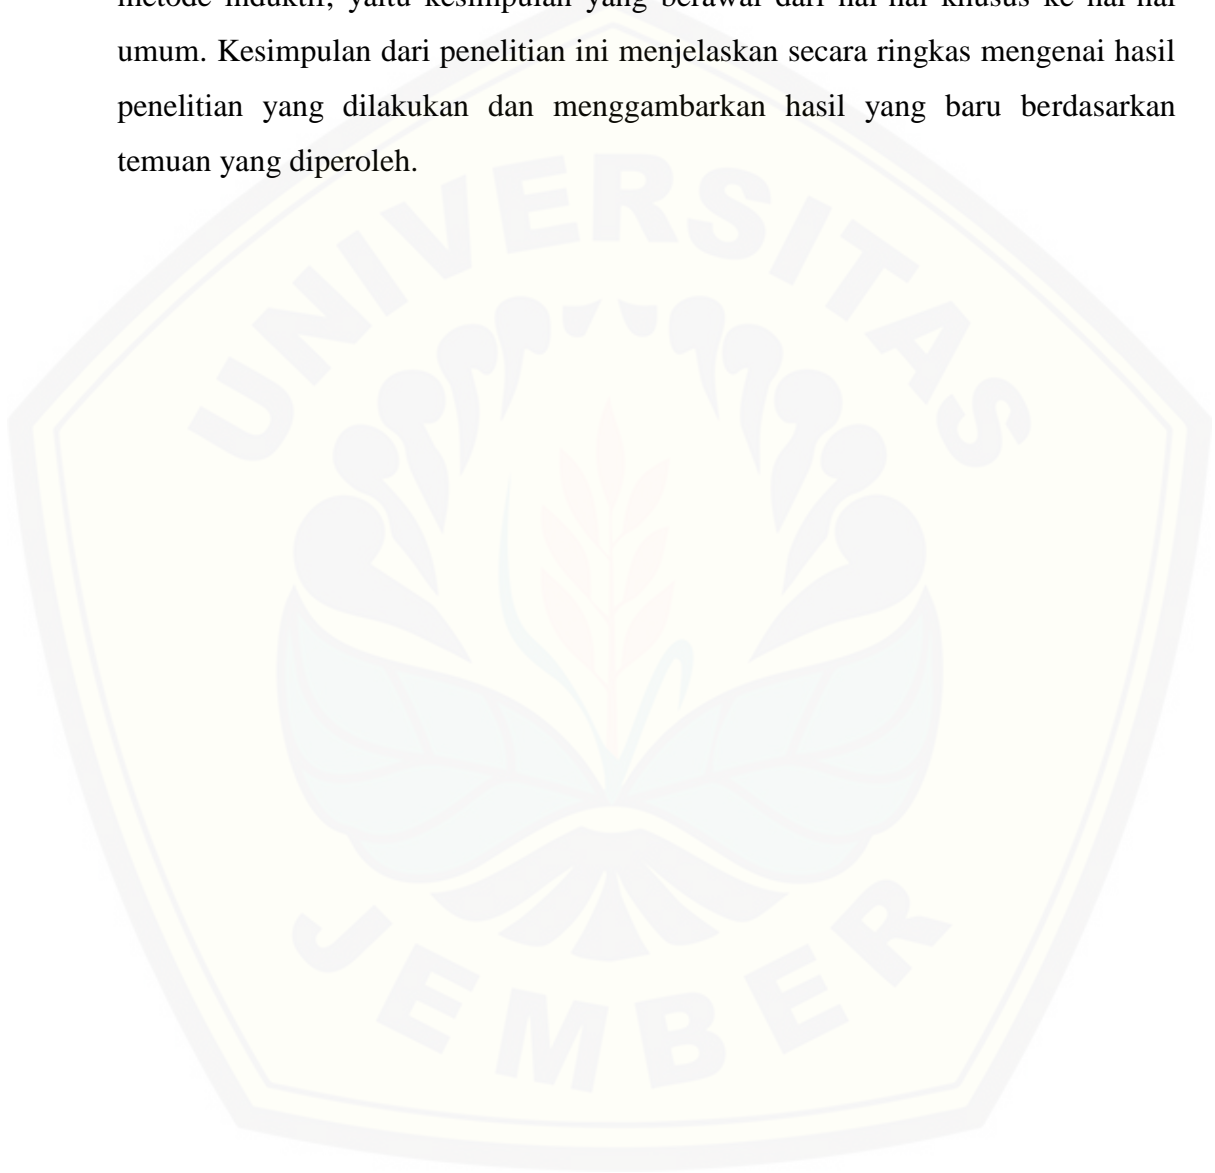 metode induktif, yaitu kesimpulan yang berawal dari hal-hal khusus ke hal-hal
umum. Kesimpulan dari penelitian ini menjelaskan secara ringkas mengenai hasil
penelitian yang dilakukan dan menggambarkan hasil yang baru berdasarkan
temuan yang diperoleh.
UNIVERSITAS
JEMBER